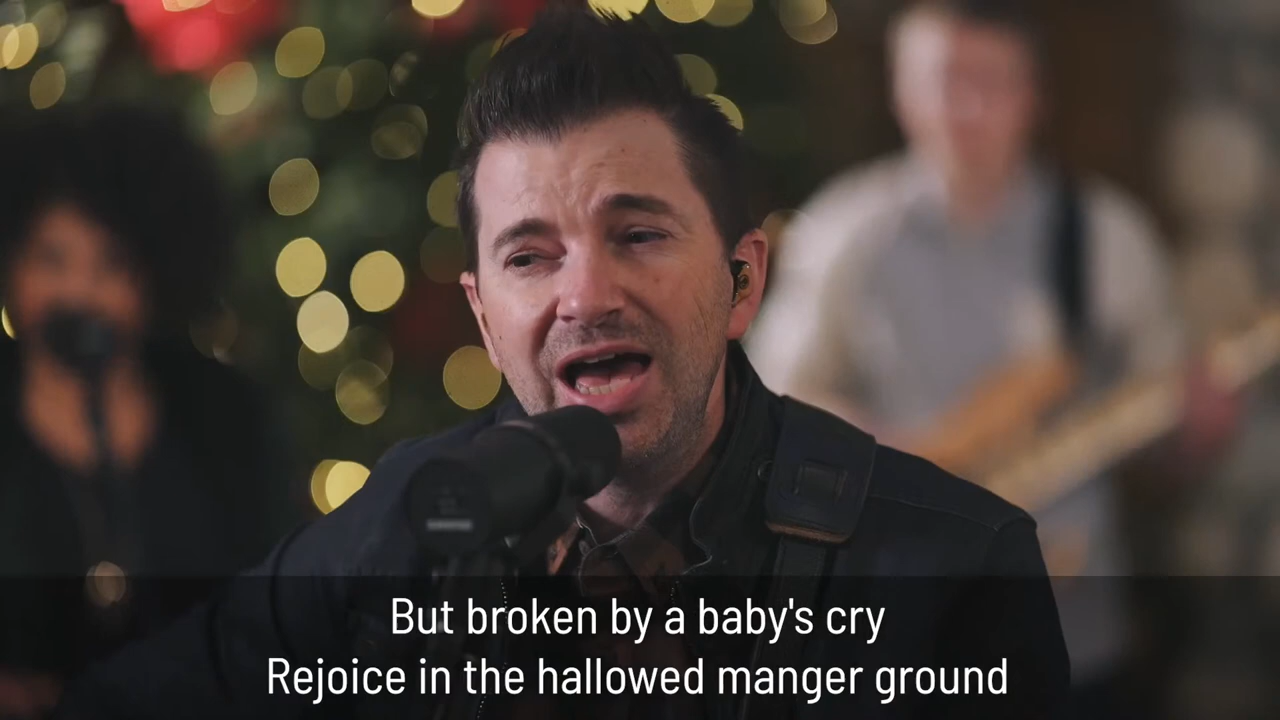 But broken by a baby's cry
Rejoice in the hallowed manger ground